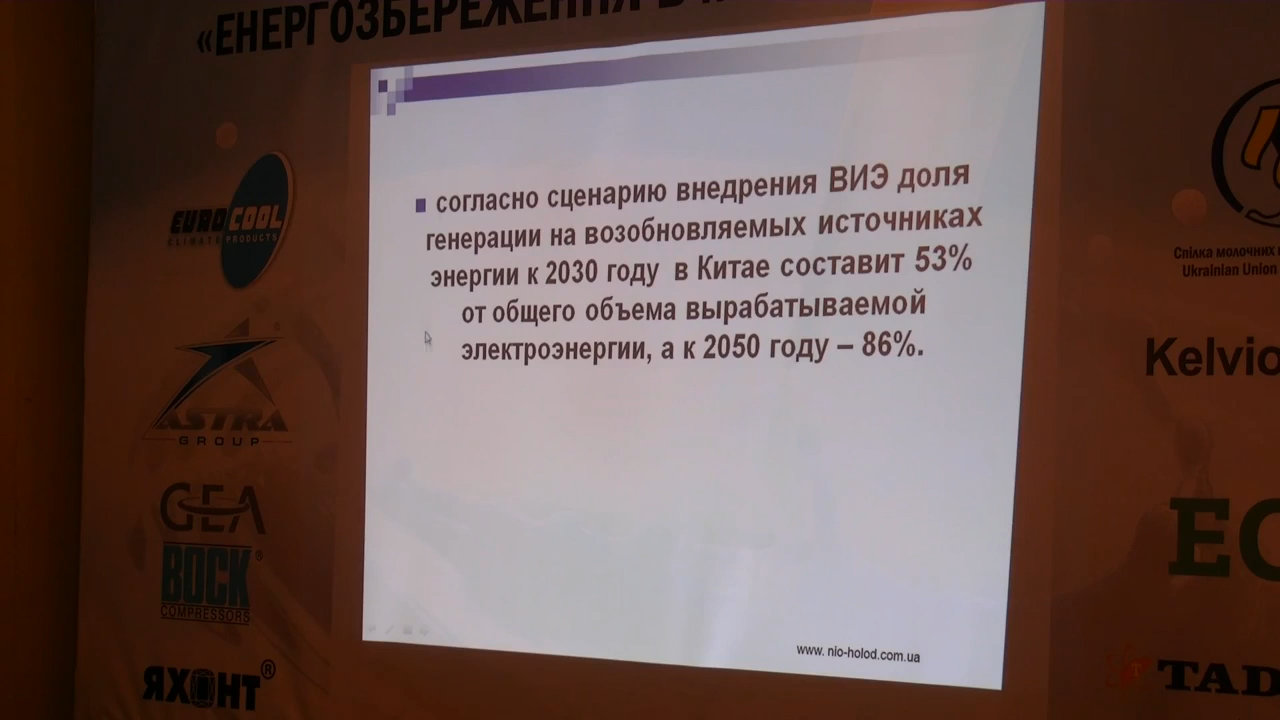 «ЕНЕРГОЗБЕРЕЖЕННЯ В
согласно сценарию внедрения ВИЭ доля
генерации на возобновляемых источниках
энергии к 2030 году в Китае составит 53%
от общего объема вырабатываемой
электроэнергии, а к 2050 году – 86%.
www. nio-holod.com.ua
EUROCOOL
CLIMATE PRODUCTS
ASTRA
GROUP
GEA
BOCK®
COMPRESSORS
ЯХОНТ®
Спілка молочних
Ukrainian Union
Kelvio
TAD